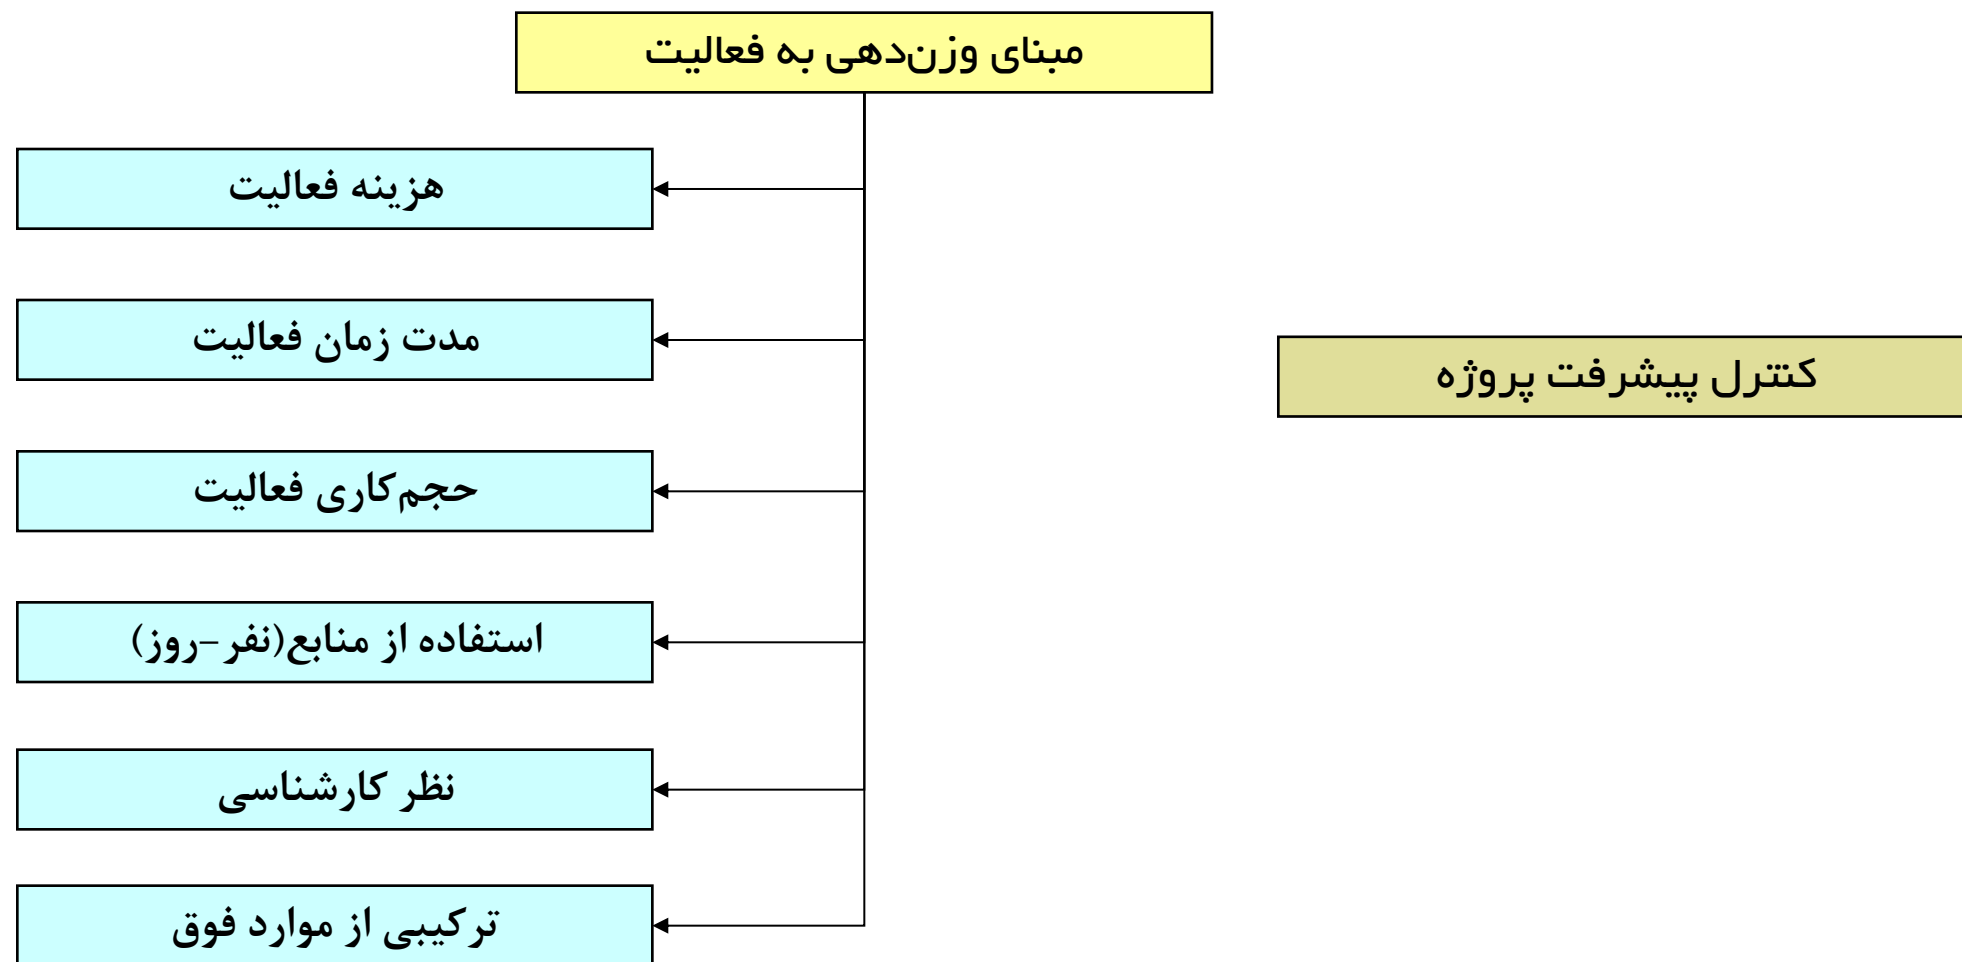 مبنای وزن‌دهی به فعالیت
هزینه فعالیت
مدت زمان فعالیت
کنترل پیشرفت پروژه
حجم‌کاری فعالیت
استفاده از منابع(نفر-روز)
نظر کارشناسی
ترکیبی از موارد فوق